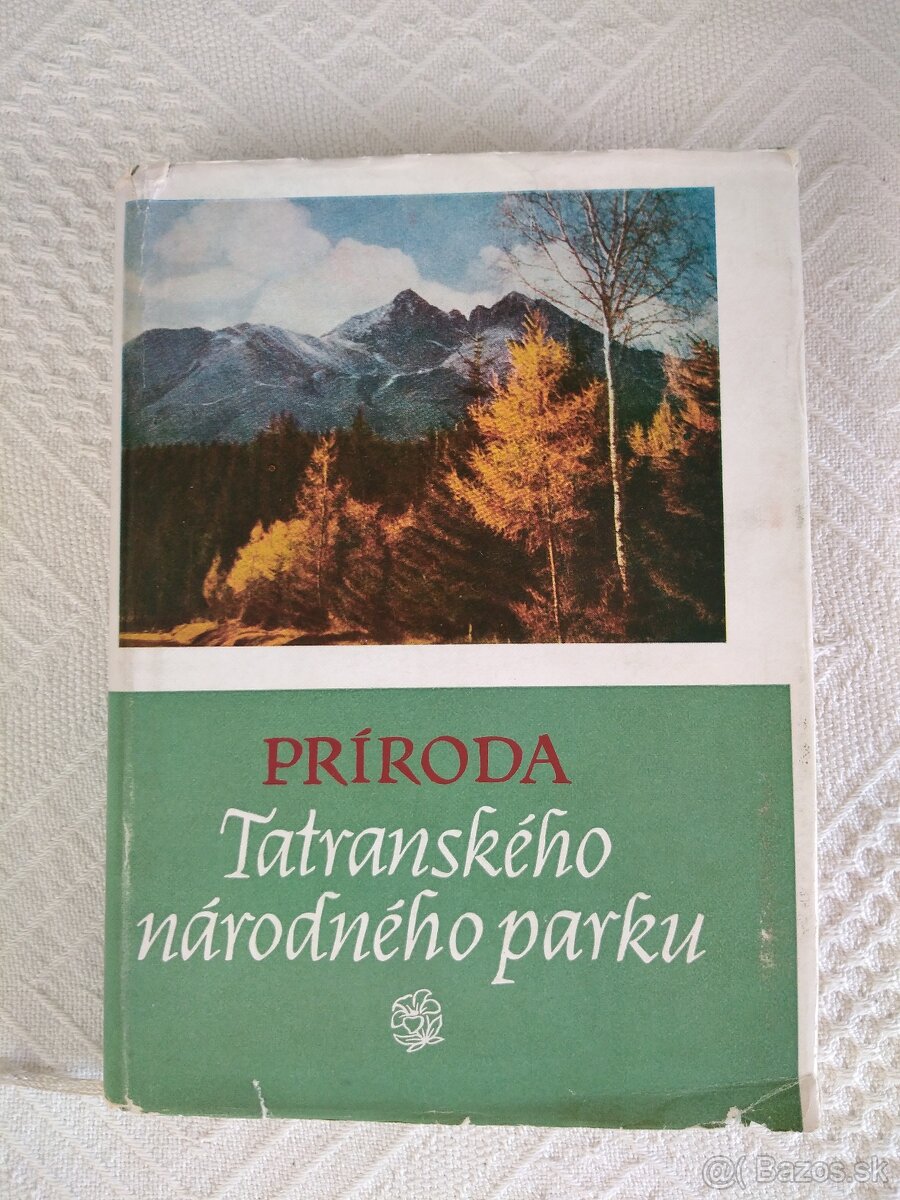 PRÍRODA
Tatranského
národného parku
@( Bazos.sk